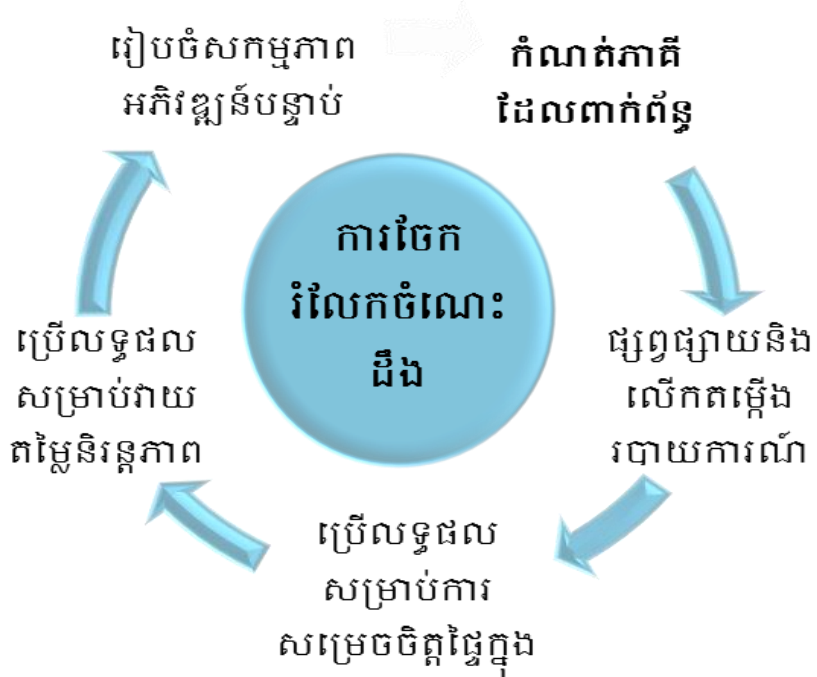 រៀបចំសកម្មភាព
អភិវឌ្ឍន៍បន្ទាប់
កំណត់ភាគី
ដែលពាក់ព័ន្ធ
ការចែក
រំលែកចំណេះ
ដឹង
ផ្សព្វផ្សាយនិង
លើកតម្កើង
របាយការណ៍
ប្រើលទ្ធផល
សម្រាប់ការ
សម្រេចចិត្តផ្ទៃក្នុង
ប្រើលទ្ធផល
សម្រាប់វាយ
តម្លៃនិរន្តភាព